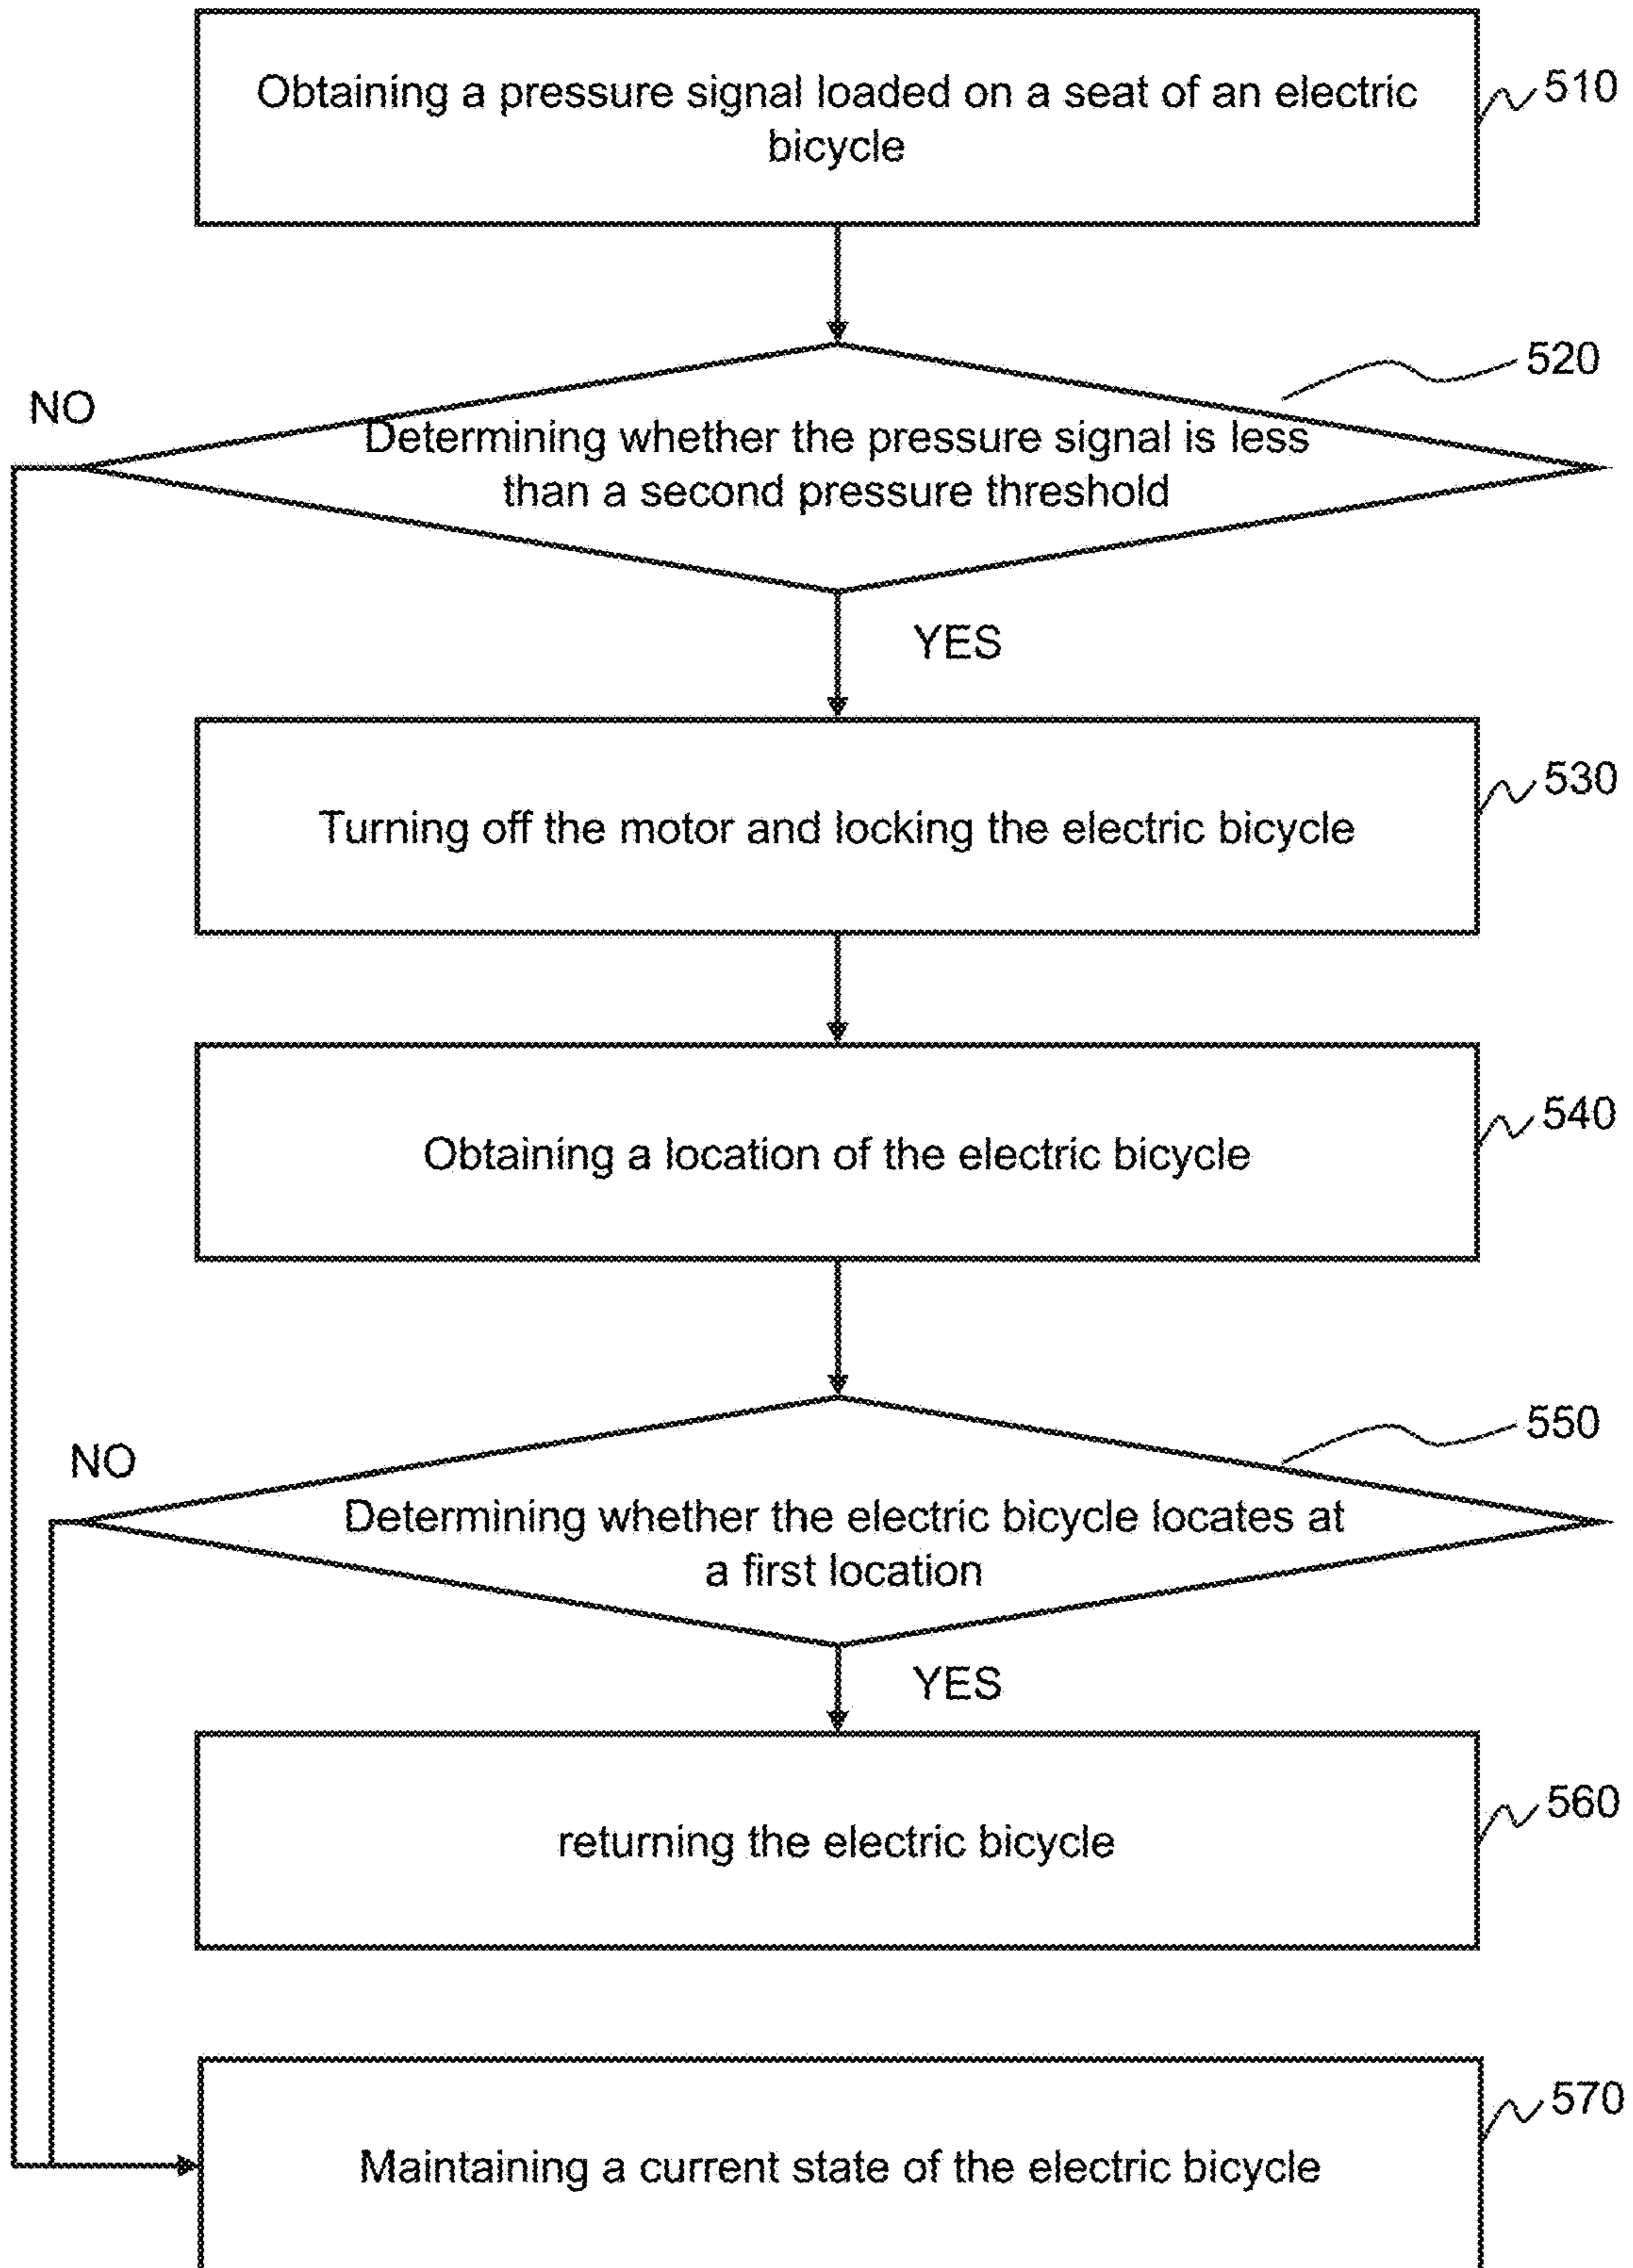 Obtaining a pressure signal loaded on a seat of an electric
bicycle
510
520
NO
Determining whether the pressure signal is less
than a second pressure threshold
YES
530
Turning off the motor and locking the electric bicycle
540
Obtaining a location of the electric bicycle
550
NO
Determining whether the electric bicycle locates at
a first location
YES
560
returning the electric bicycle
570
Maintaining a current state of the electric bicycle